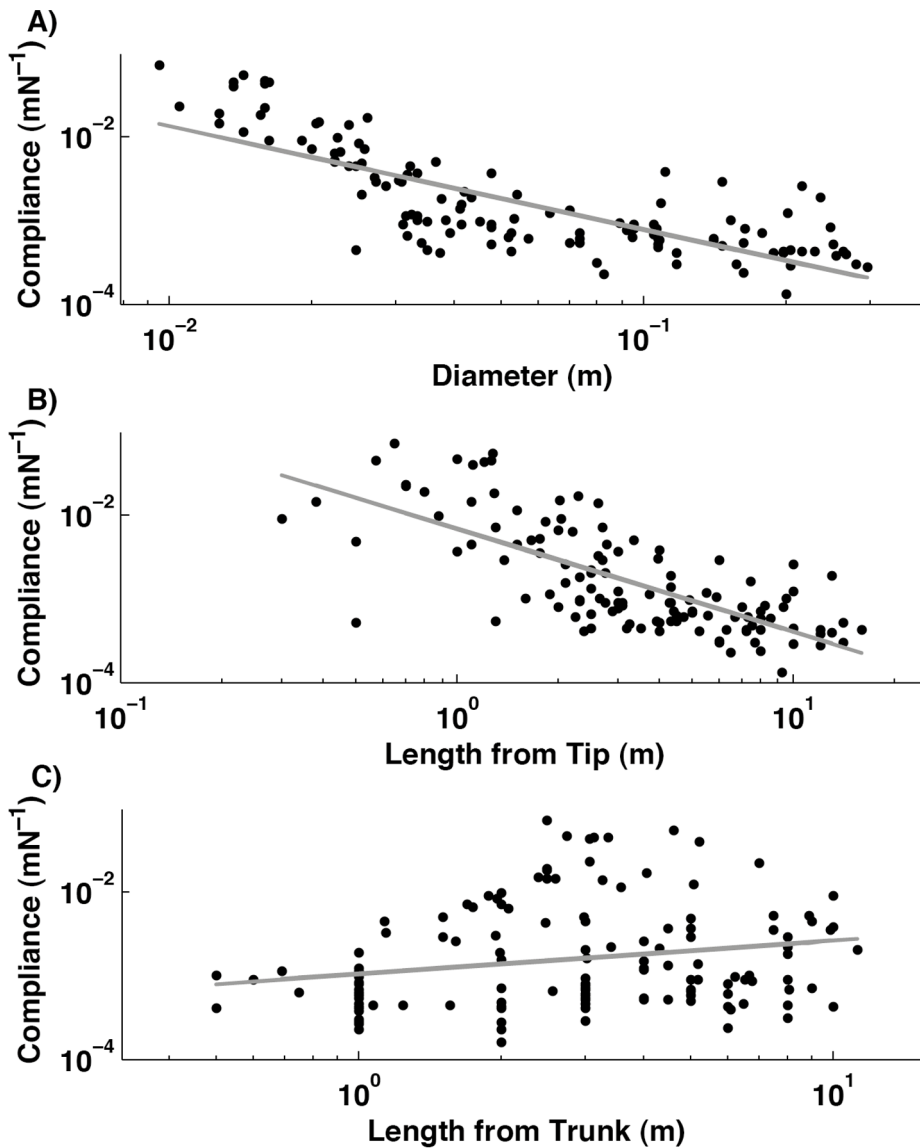 A)
Compliance (mN⁻¹)
10⁻²
10⁻⁴
10⁻² 10⁻¹
Diameter (m)
B)
Compliance (mN⁻¹)
10⁻²
10⁻⁴
10⁻¹ 10⁰ 10¹
Length from Tip (m)
C)
Compliance (mN⁻¹)
10⁻²
10⁻⁴
10⁰ 10¹
Length from Trunk (m)